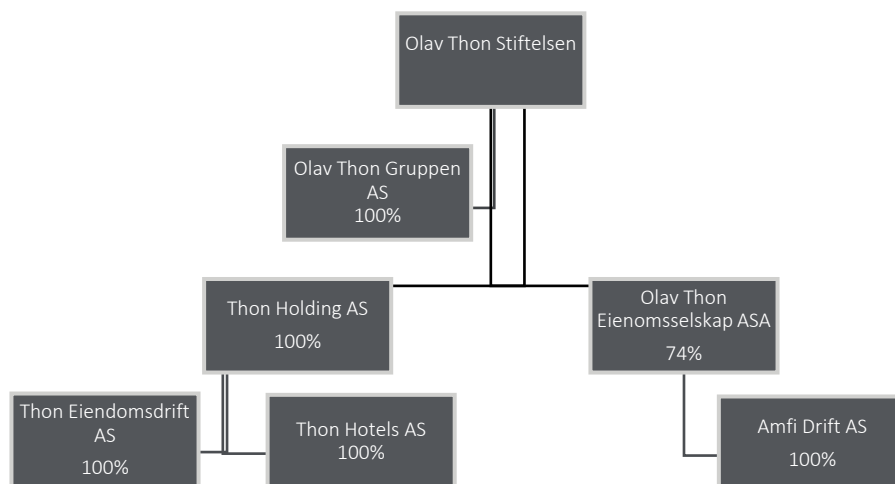 Olav Thon Stiftelsen
Olav Thon Gruppen
AS
100%
Thon Holding AS
100%
Olav Thon
Eienomsselskap ASA
74%
Thon Eiendomsdrift
AS
100%
Thon Hotels AS
100%
Amfi Drift AS
100%